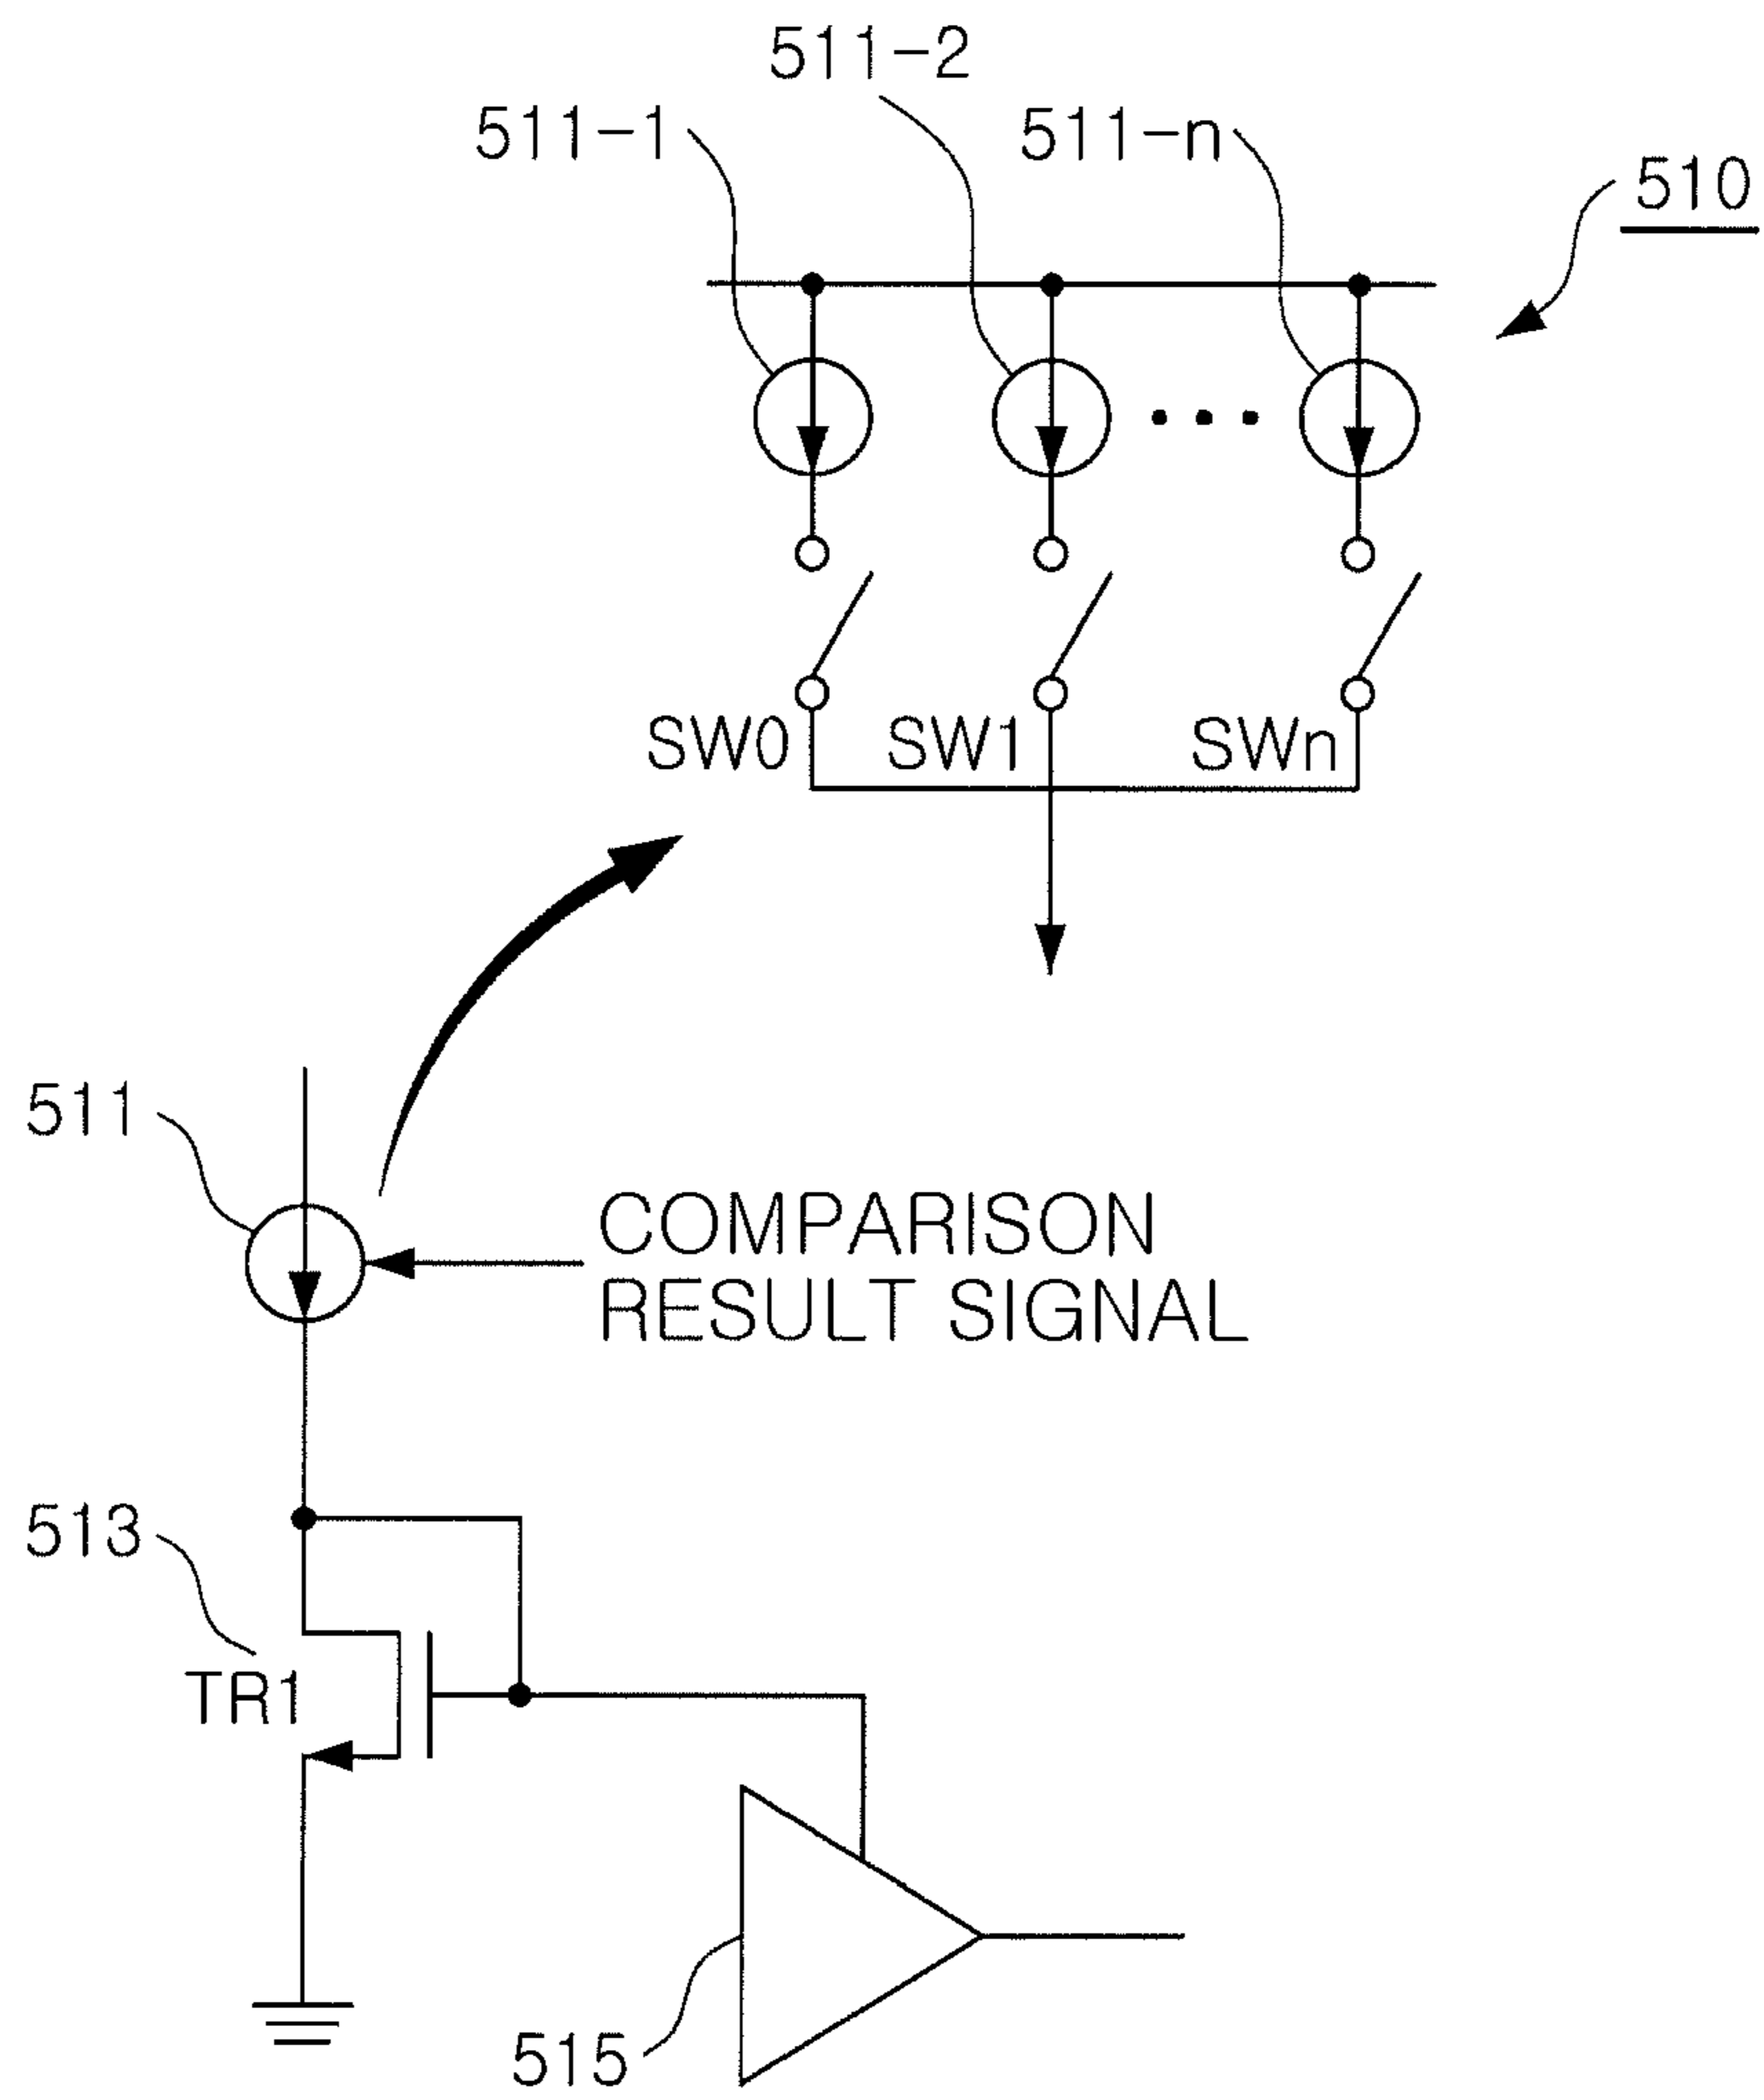 511-2
511-1
511-n
510
SW0
SW1
SWn
511
COMPARISON
RESULT SIGNAL
513
TR1
515